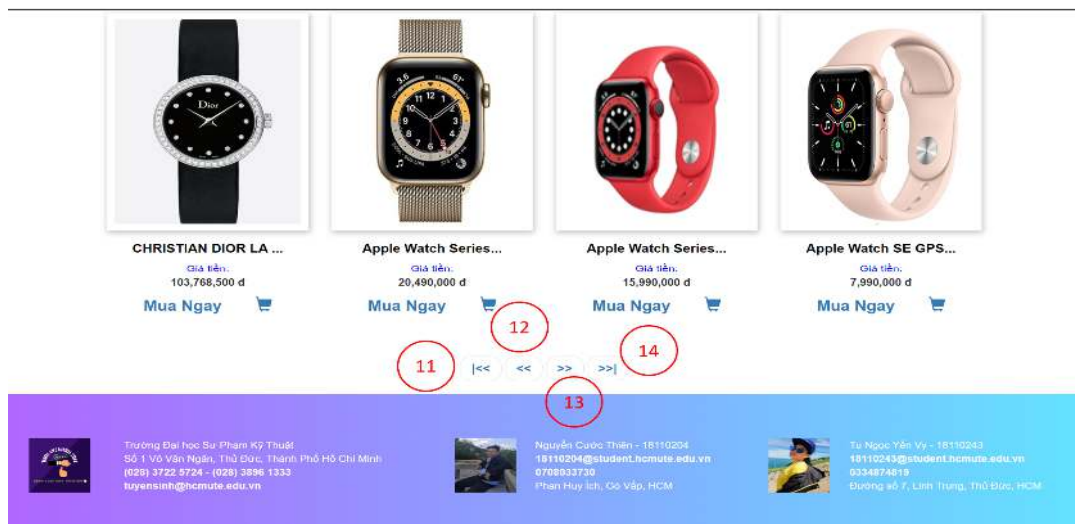 Dior
CHRISTIAN DIOR LA ...
Giá tiền:
103,768,500 đ
Mua Ngay
Apple Watch Series...
Giá tiền:
20,490,000 đ
Mua Ngay
Apple Watch Series...
Giá tiền:
15,990,000 đ
Mua Ngay
Apple Watch SE GPS...
Giá tiền:
7,990,000 đ
Mua Ngay
12
14
11
|<< << >> >>|
13
Trường Đại học Sư Phạm Kỹ Thuật
Số 1 Võ Văn Ngân, Thủ Đức, Thành Phố Hồ Chí Minh
(028) 3722 5724 - (028) 3896 1333
tuyensinh@hcmute.edu.vn
Nguyễn Cước Thiên - 18110204
18110204@student.hcmute.edu.vn
0708933730
Phan Huy Ích, Gò Vấp, HCM
Tu Ngọc Yến Vy - 18110243
18110243@student.hcmute.edu.vn
0334874819
Đường số 7, Linh Trung, Thủ Đức, HCM